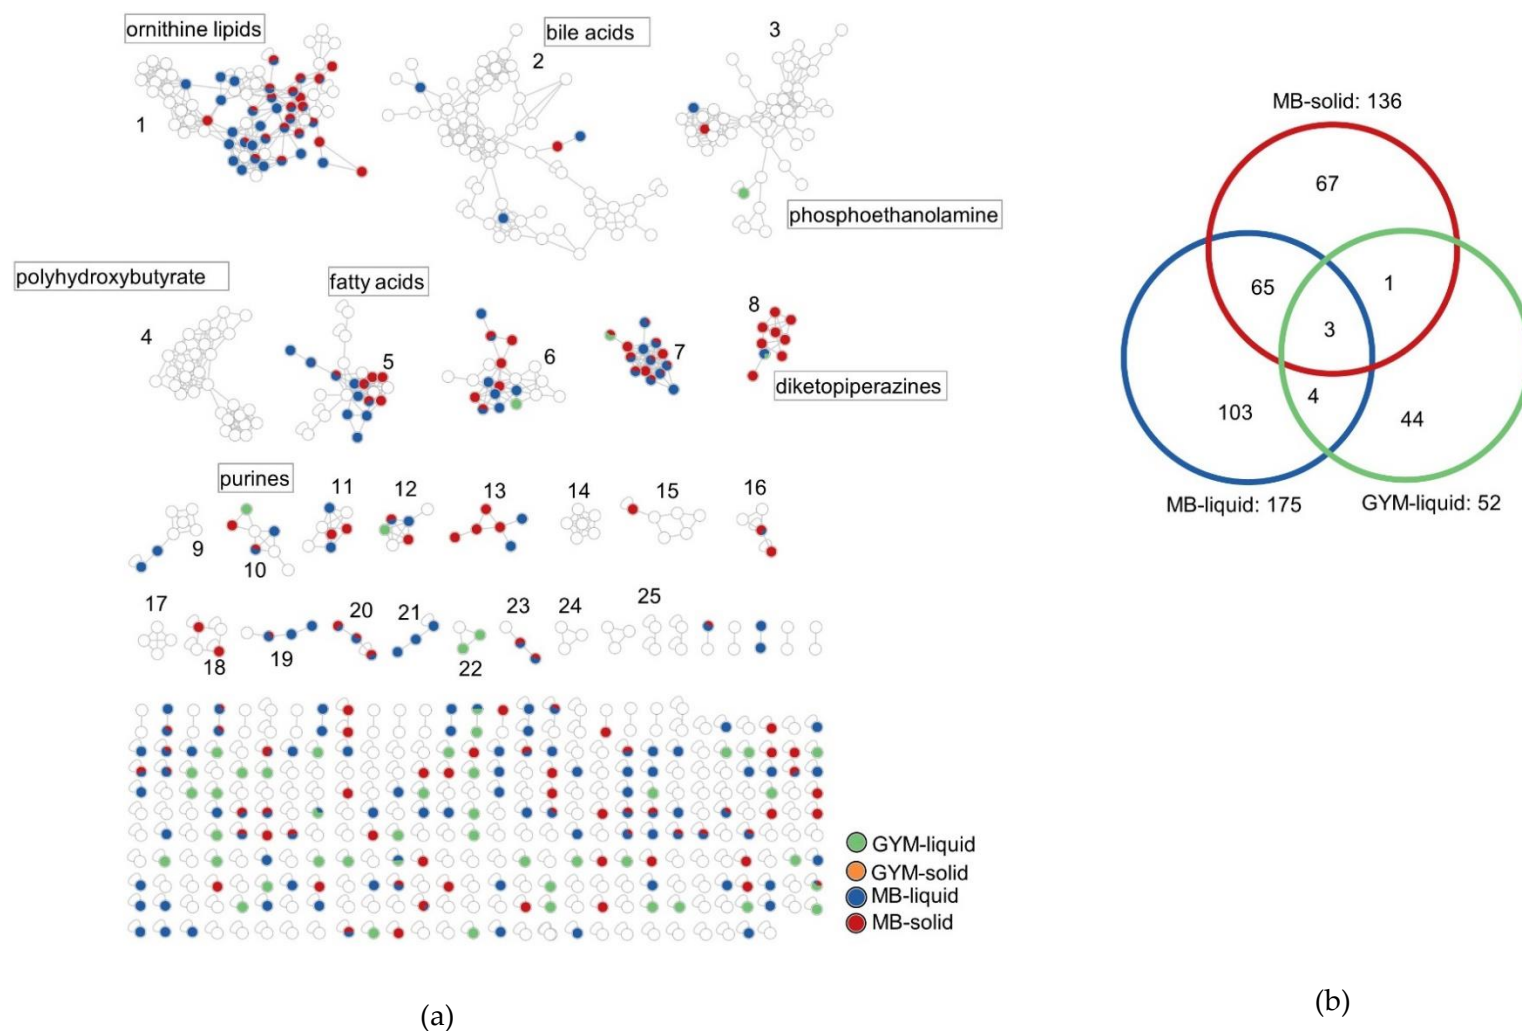 ornithine lipids
bile acids
3
2
1
phosphoethanolamine
polyhydroxybutyrate
fatty acids
4
5
6
7
8
diketopiperazines
purines
9
10
11
12
13
14
15
16
17
18
19
20
21
22
23
24
25
GYM-liquid
GYM-solid
MB-liquid
MB-solid
(a)
MB-solid: 136
67
65
1
3
4
103
44
MB-liquid: 175
GYM-liquid: 52
(b)